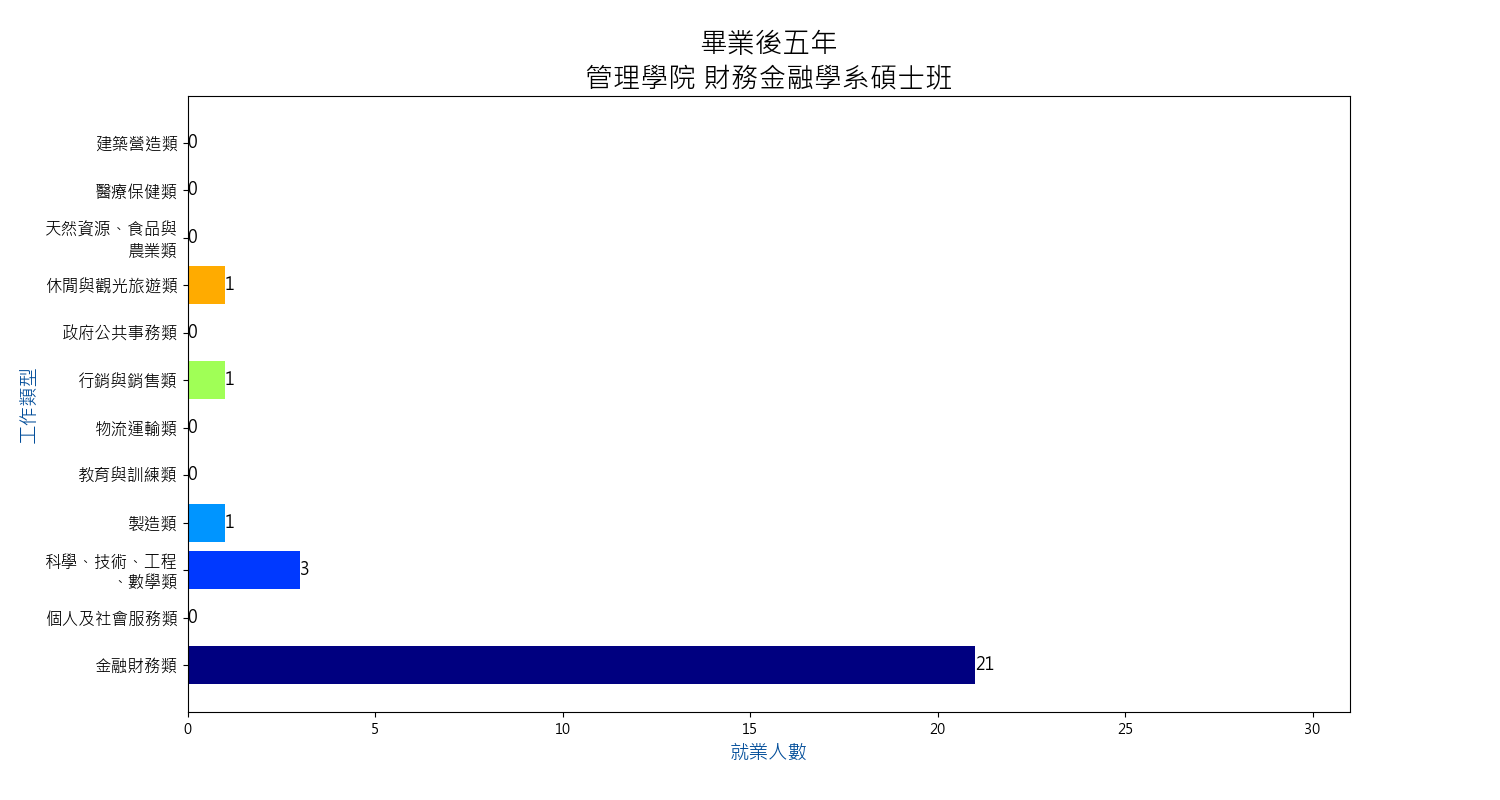 畢業後五年
管理學院 財務金融學系碩士班
建築營造類
0
醫療保健類
0
天然資源、食品與
農業類
0
休閒與觀光旅遊類
1
政府公共事務類
0
行銷與銷售類
1
物流運輸類
0
教育與訓練類
0
製造類
1
科學、技術、工程
、數學類
3
個人及社會服務類
0
金融財務類
21
工作類型
0 5 10 15 20 25 30
就業人數